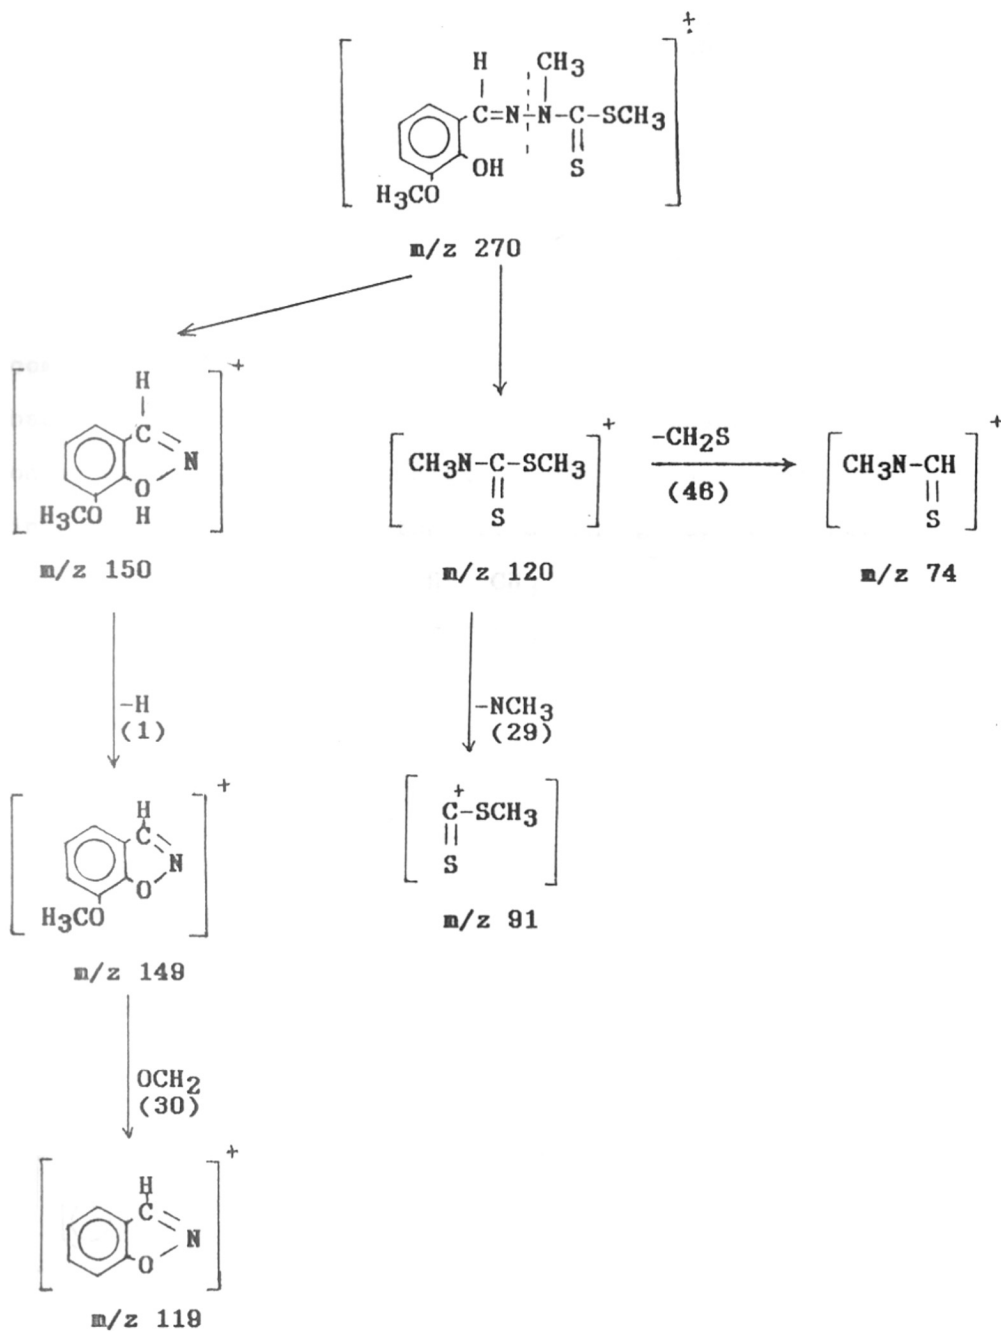 +.
H CH3
C=N-N-C-SCH3
OH S
H3CO
m/z 270
+
H
C
N
O
H3CO H
m/z 150
+
CH3N-C-SCH3
S
m/z 120
-CH2S
(46)
+
CH3N-CH
S
m/z 74
-H
(1)
-NCH3
(29)
+
H
C
N
O
H3CO
m/z 149
+
C-SCH3
S
m/z 91
OCH2
(30)
+
H
C
N
O
m/z 119